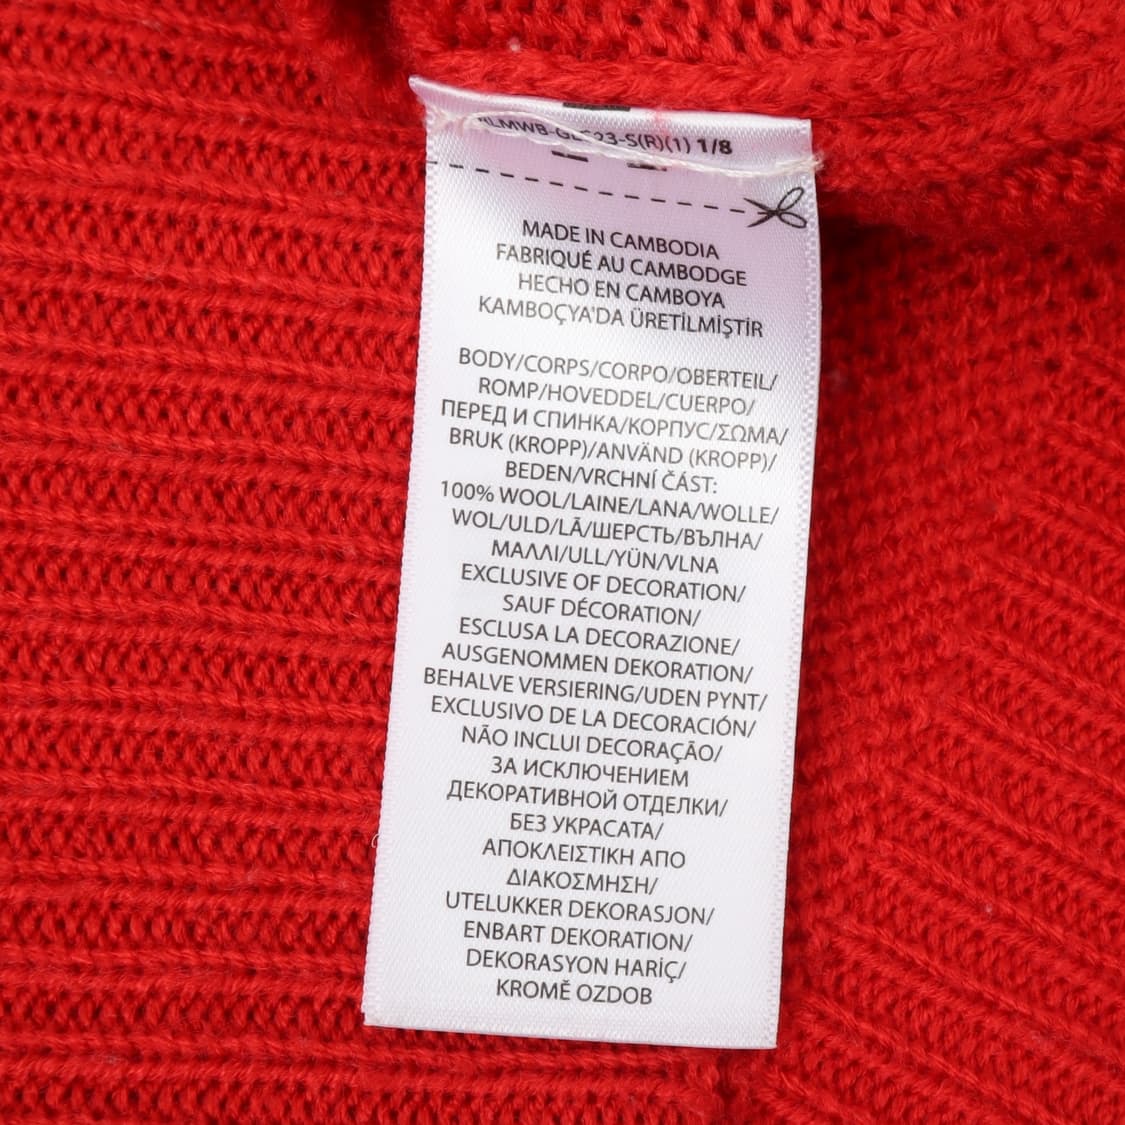 1/8
MADE IN CAMBODIA
FABRIQUÉ AU CAMBODGE
HECHO EN CAMBOYA
KAMBOÇYA'DA ÜRETİLMİŞTİR
BODY/CORPS/CORPO/OBERTEIL/
ROMP/HOVEDDEL/CUERPO/
ПЕРЕД И СПИНКА/КОРПУС/ΣΩΜΑ/
BRUK (KROPP)/ANVÄND (KROPP)/
BEDEN/VRCHNÍ ČÁST:
100% WOOL/LAINE/LANA/WOLLE/
WOL/ULD/LÃ/ШЕРСТЬ/ВЪЛНА/
ΜΑΛΛΙ/ULL/YÜN/VLNA
EXCLUSIVE OF DECORATION/
SAUF DÉCORATION/
ESCLUSA LA DECORAZIONE/
AUSGENOMMEN DEKORATION/
BEHALVE VERSIERING/UDEN PYNT/
EXCLUSIVO DE LA DECORACIÓN/
NÃO INCLUI DECORAÇÃO/
ЗА ИСКЛЮЧЕНИЕМ
ДЕКОРАТИВНОЙ ОТДЕЛКИ/
БЕЗ УКРАСАТА/
ΑΠΟΚΛΕΙΣΤΙΚΗ ΑΠΟ
ΔΙΑΚΟΣΜΗΣΗ/
UTELUKKER DEKORASJON/
ENBART DEKORATION/
DEKORASYON HARİÇ/
KROMĚ OZDOB